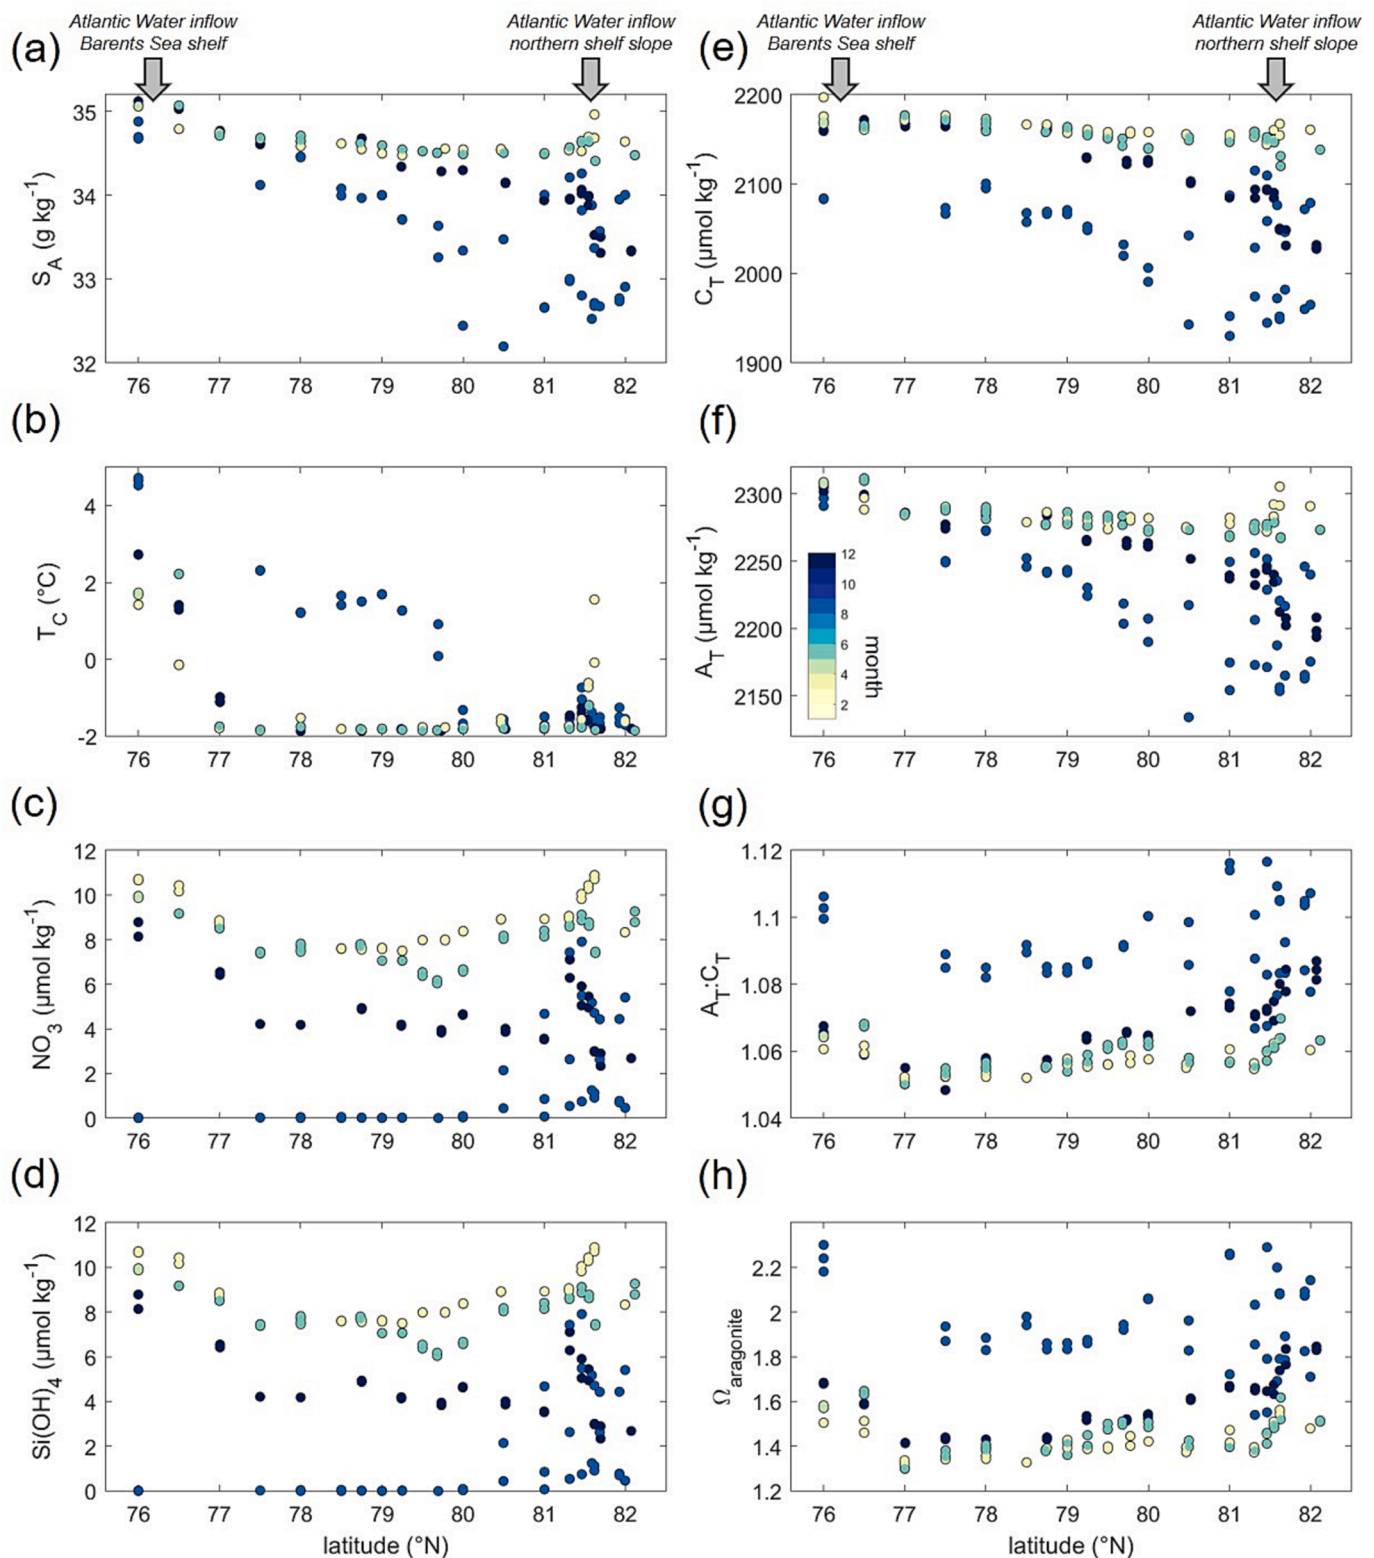 Atlantic Water inflow
Barents Sea shelf
Atlantic Water inflow
northern shelf slope
(a)
35
34
33
32
S_A (g kg⁻¹)
76 77 78 79 80 81 82
(b)
4
2
0
-2
T_C (°C)
76 77 78 79 80 81 82
(c)
12
10
8
6
4
2
0
NO_3 (µmol kg⁻¹)
76 77 78 79 80 81 82
(d)
12
10
8
6
4
2
0
Si(OH)_4 (µmol kg⁻¹)
76 77 78 79 80 81 82
latitude (°N)
Atlantic Water inflow
Barents Sea shelf
Atlantic Water inflow
northern shelf slope
(e)
2200
2100
2000
1900
C_T (µmol kg⁻¹)
76 77 78 79 80 81 82
(f)
2300
2250
2200
2150
A_T (µmol kg⁻¹)
12
10
8
6
4
2
month
76 77 78 79 80 81 82
(g)
1.12
1.1
1.08
1.06
1.04
A_T:C_T
76 77 78 79 80 81 82
(h)
2.2
2
1.8
1.6
1.4
1.2
Ω_aragonite
76 77 78 79 80 81 82
latitude (°N)